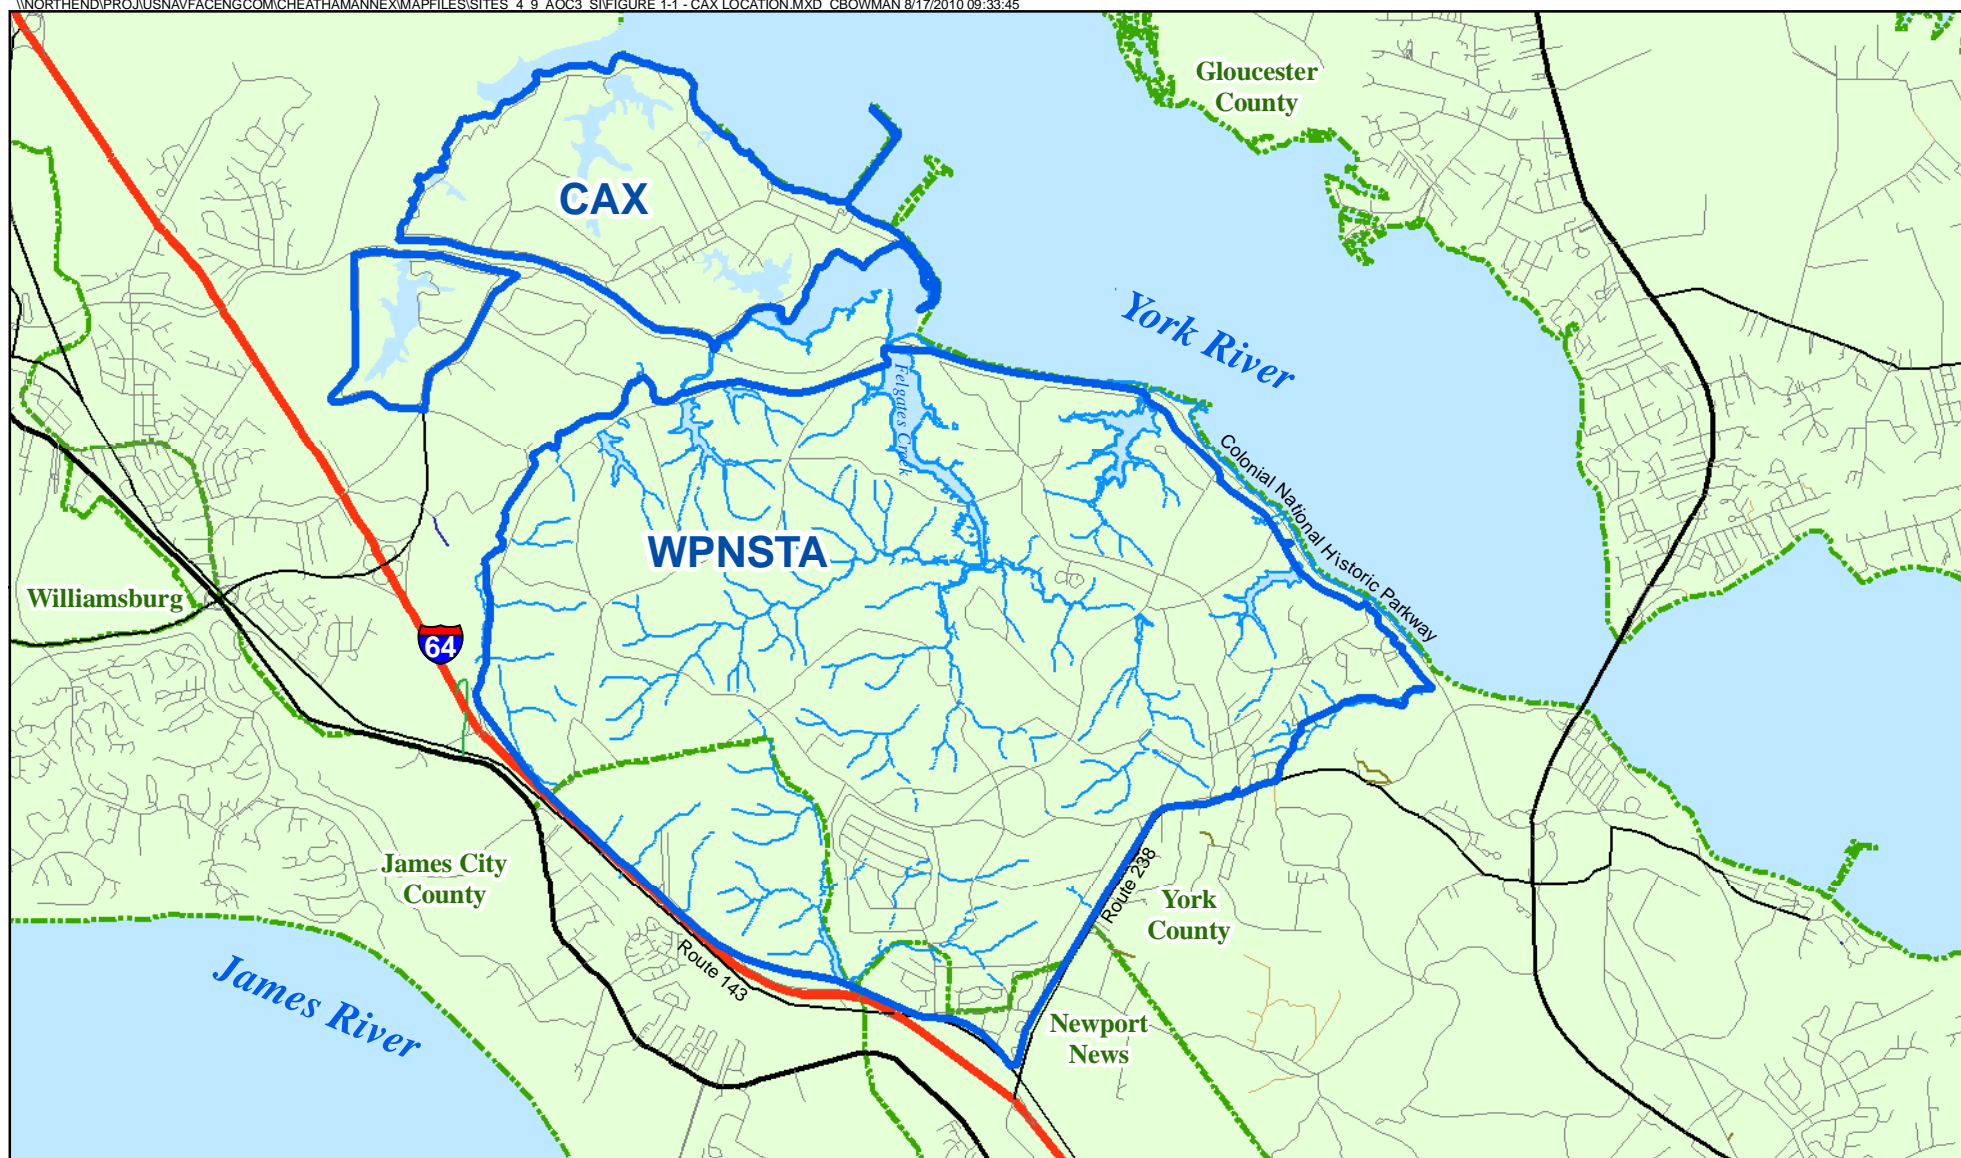 \\NORTHEND\PROJ\USNAVFACENGCOM\CHEATHAMANNEX\MAPFILES\SITES_4_9_AOC3_SI\FIGURE 1-1 - CAX LOCATION.MXD  CBOWMAN 8/17/2010 09:33:45
Gloucester
County
CAX
York River
Felgates Creek
Colonial National H\storic Parkway
WPNSTA
Williamsburg
64
James City
County
Route 238
York
County
Route 143
James River
Newport
News